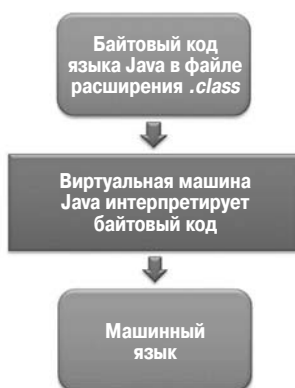 Байтовый код
языка Java в файле
расширения .class
Виртуальная машина
Java интерпретирует
байтовый код
Машинный
язык